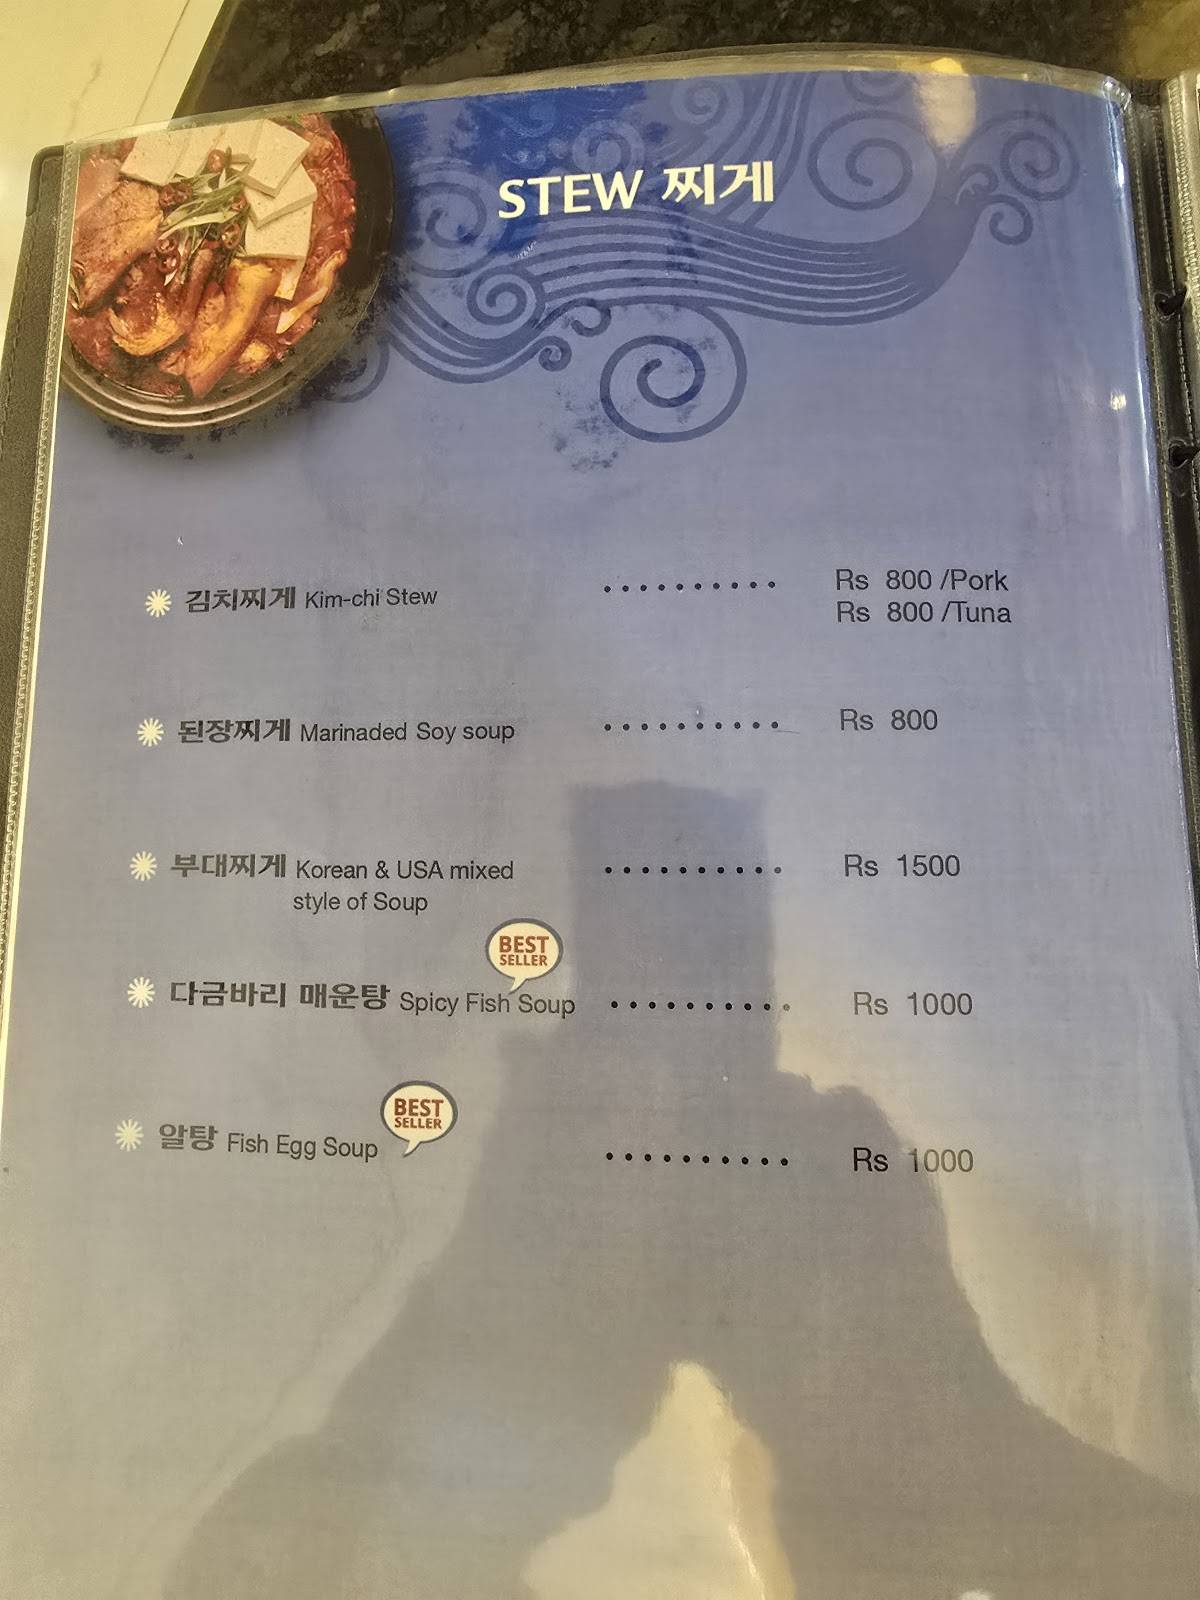 STEW 찌게
김치찌게 Kim-chi Stew .......... Rs 800 /Pork
Rs 800 /Tuna
된장찌게 Marinaded Soy soup .......... Rs 800
부대찌게 Korean & USA mixed .......... Rs 1500
style of Soup
BEST
SELLER
다금바리 매운탕 Spicy Fish Soup .......... Rs 1000
BEST
SELLER
알탕 Fish Egg Soup .......... Rs 1000